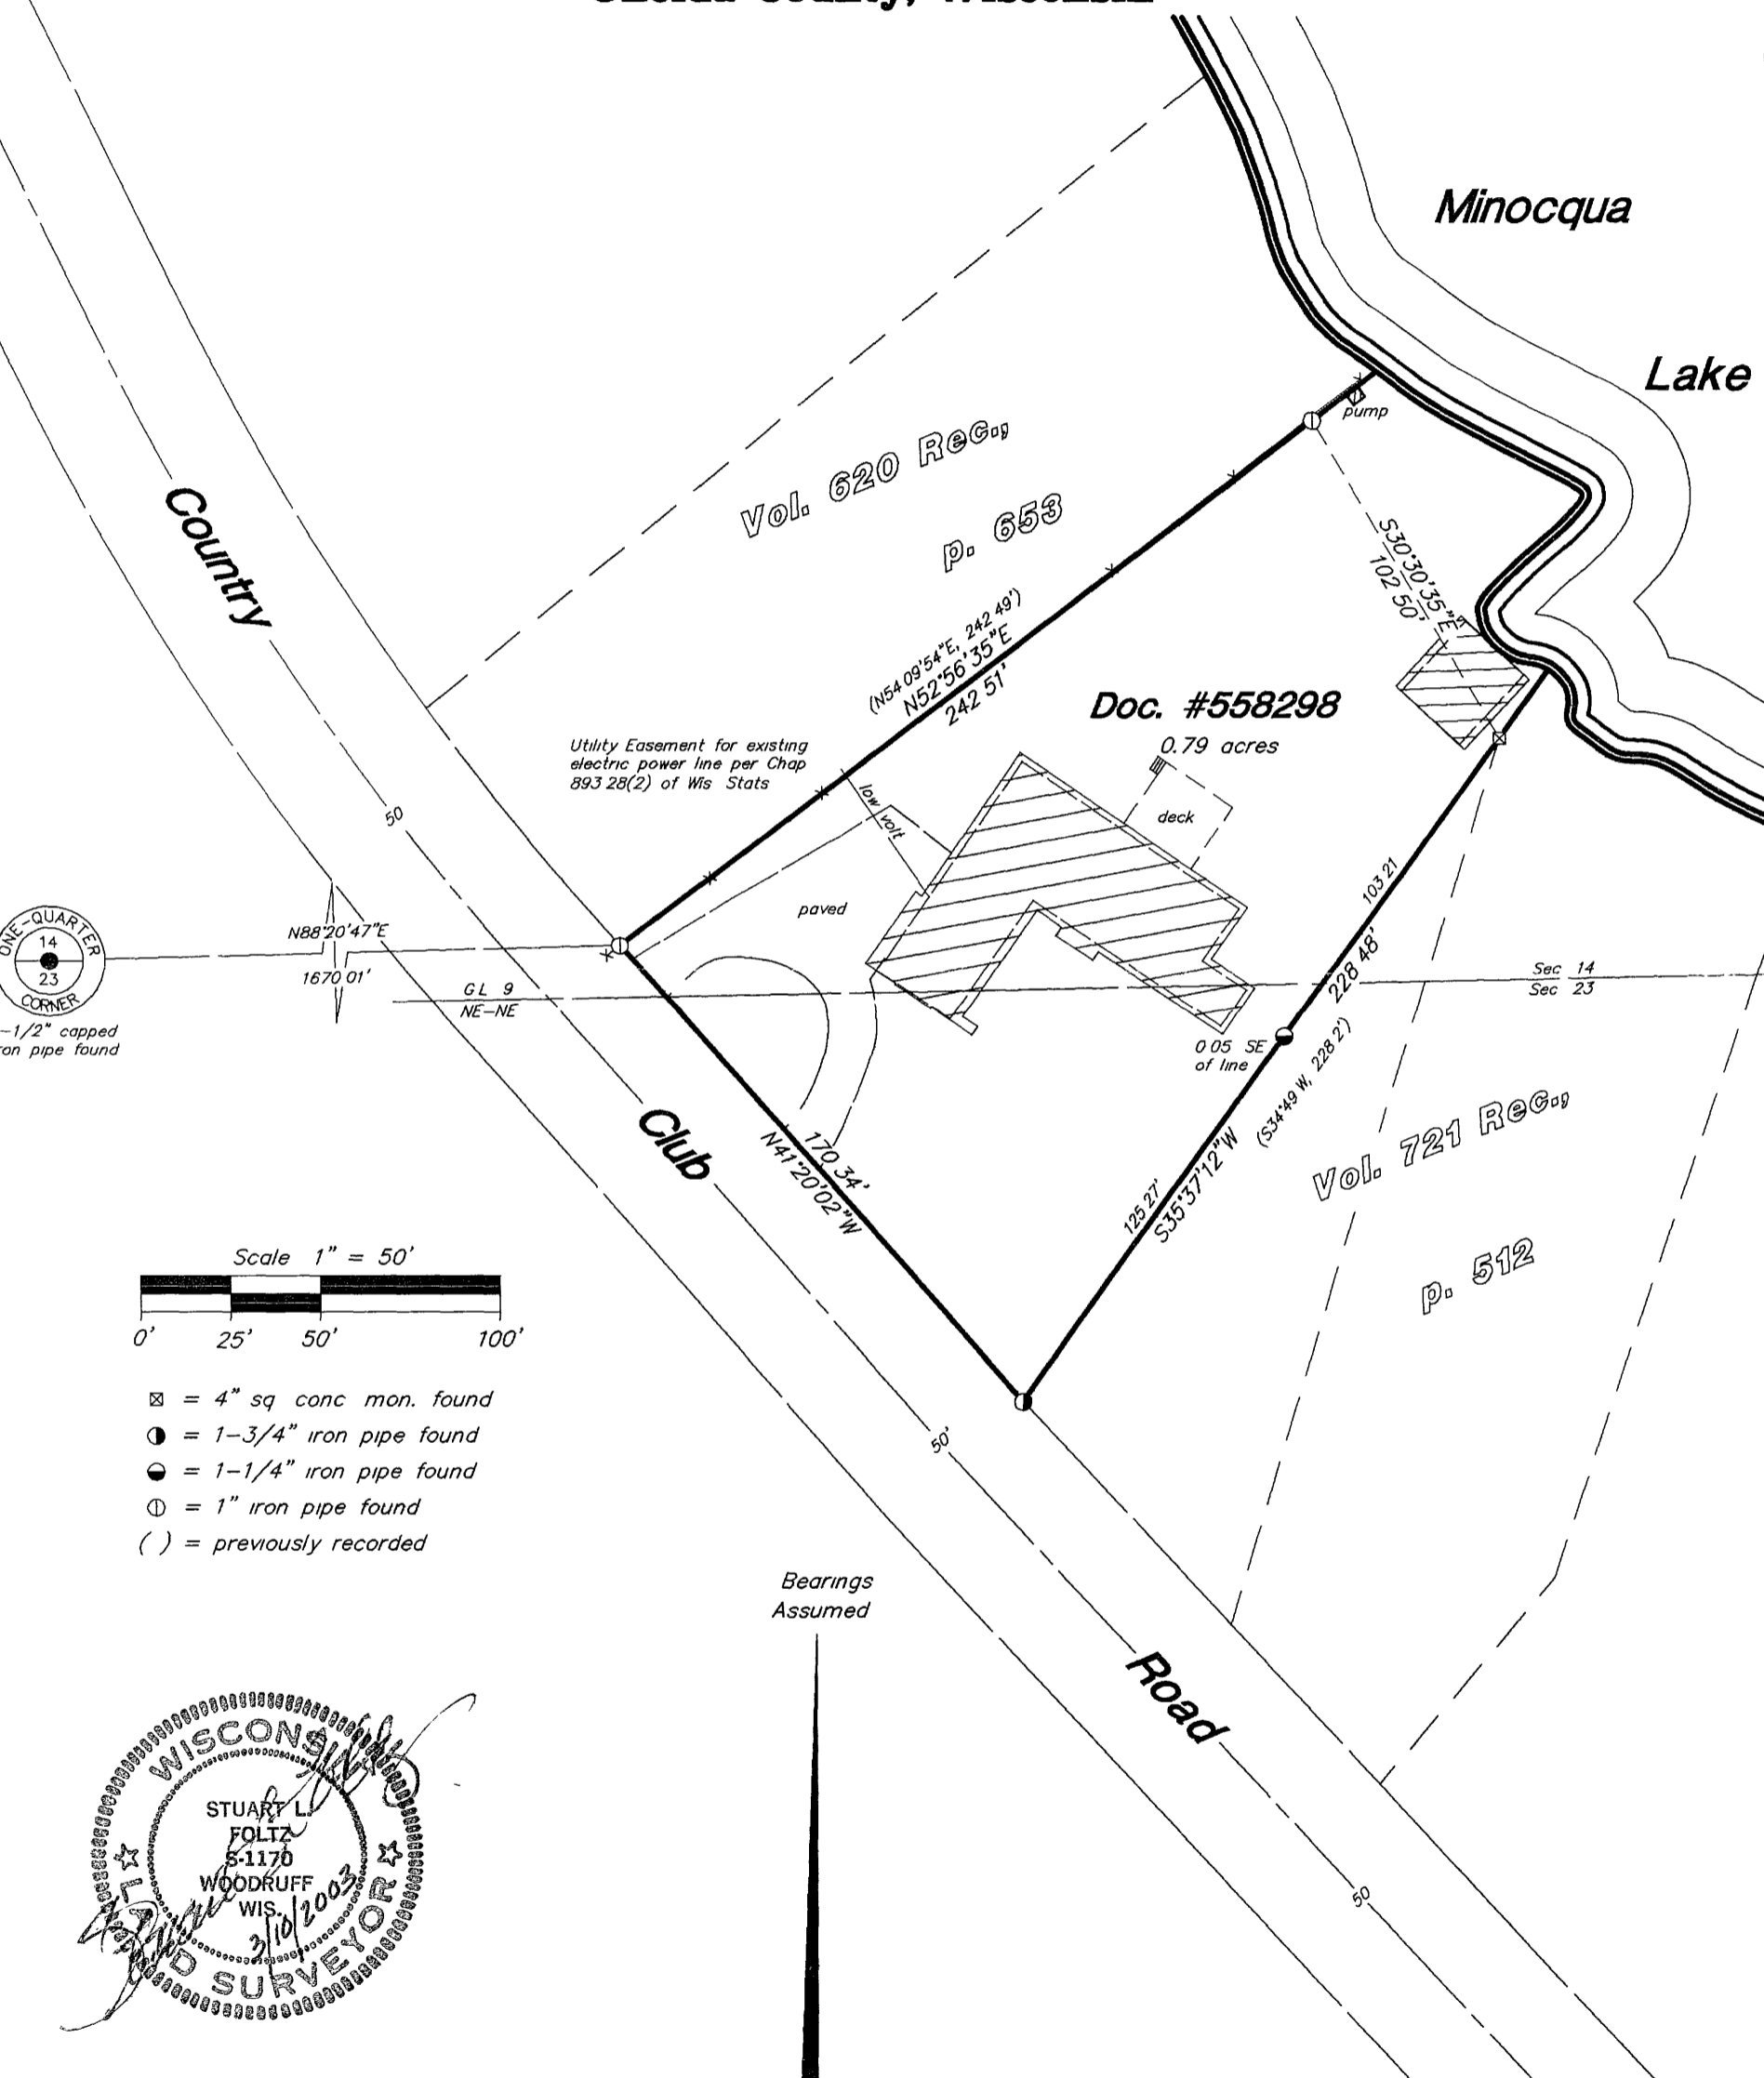 Oneida County, Wisconsin
Minocqua
Lake
pump
Vol. 620 Rec.,
p. 653
Country
S30°30'35"E
102 50'
(N54 09'54"E, 242 49')
N52°56'35"E
242 51'
Doc. #558298
0.79 acres
Utility Easement for existing
electric power line per Chap
893 28(2) of Wis Stats
low volt
deck
50
paved
103 21
ONE-QUARTER
14
23
CORNER
-1/2" capped
iron pipe found
N88°20'47"E
1670 01'
GL 9
NE-NE
228 48'
Sec 14
Sec 23
0 05 SE
of line
(S34°49 W, 228 2')
Vol. 721 Rec.,
p. 512
Club
170 34'
N41°20'02"W
125 27'
S35°37'12"W
Scale 1" = 50'
0' 25' 50' 100'
= 4" sq conc mon. found
= 1-3/4" iron pipe found
= 1-1/4" iron pipe found
= 1" iron pipe found
( ) = previously recorded
50'
Bearings
Assumed
Road
50
WISCONSIN
STUART L.
FOLTZ
S-1170
WOODRUFF
WIS.
3/10/2003
LAND SURVEYOR